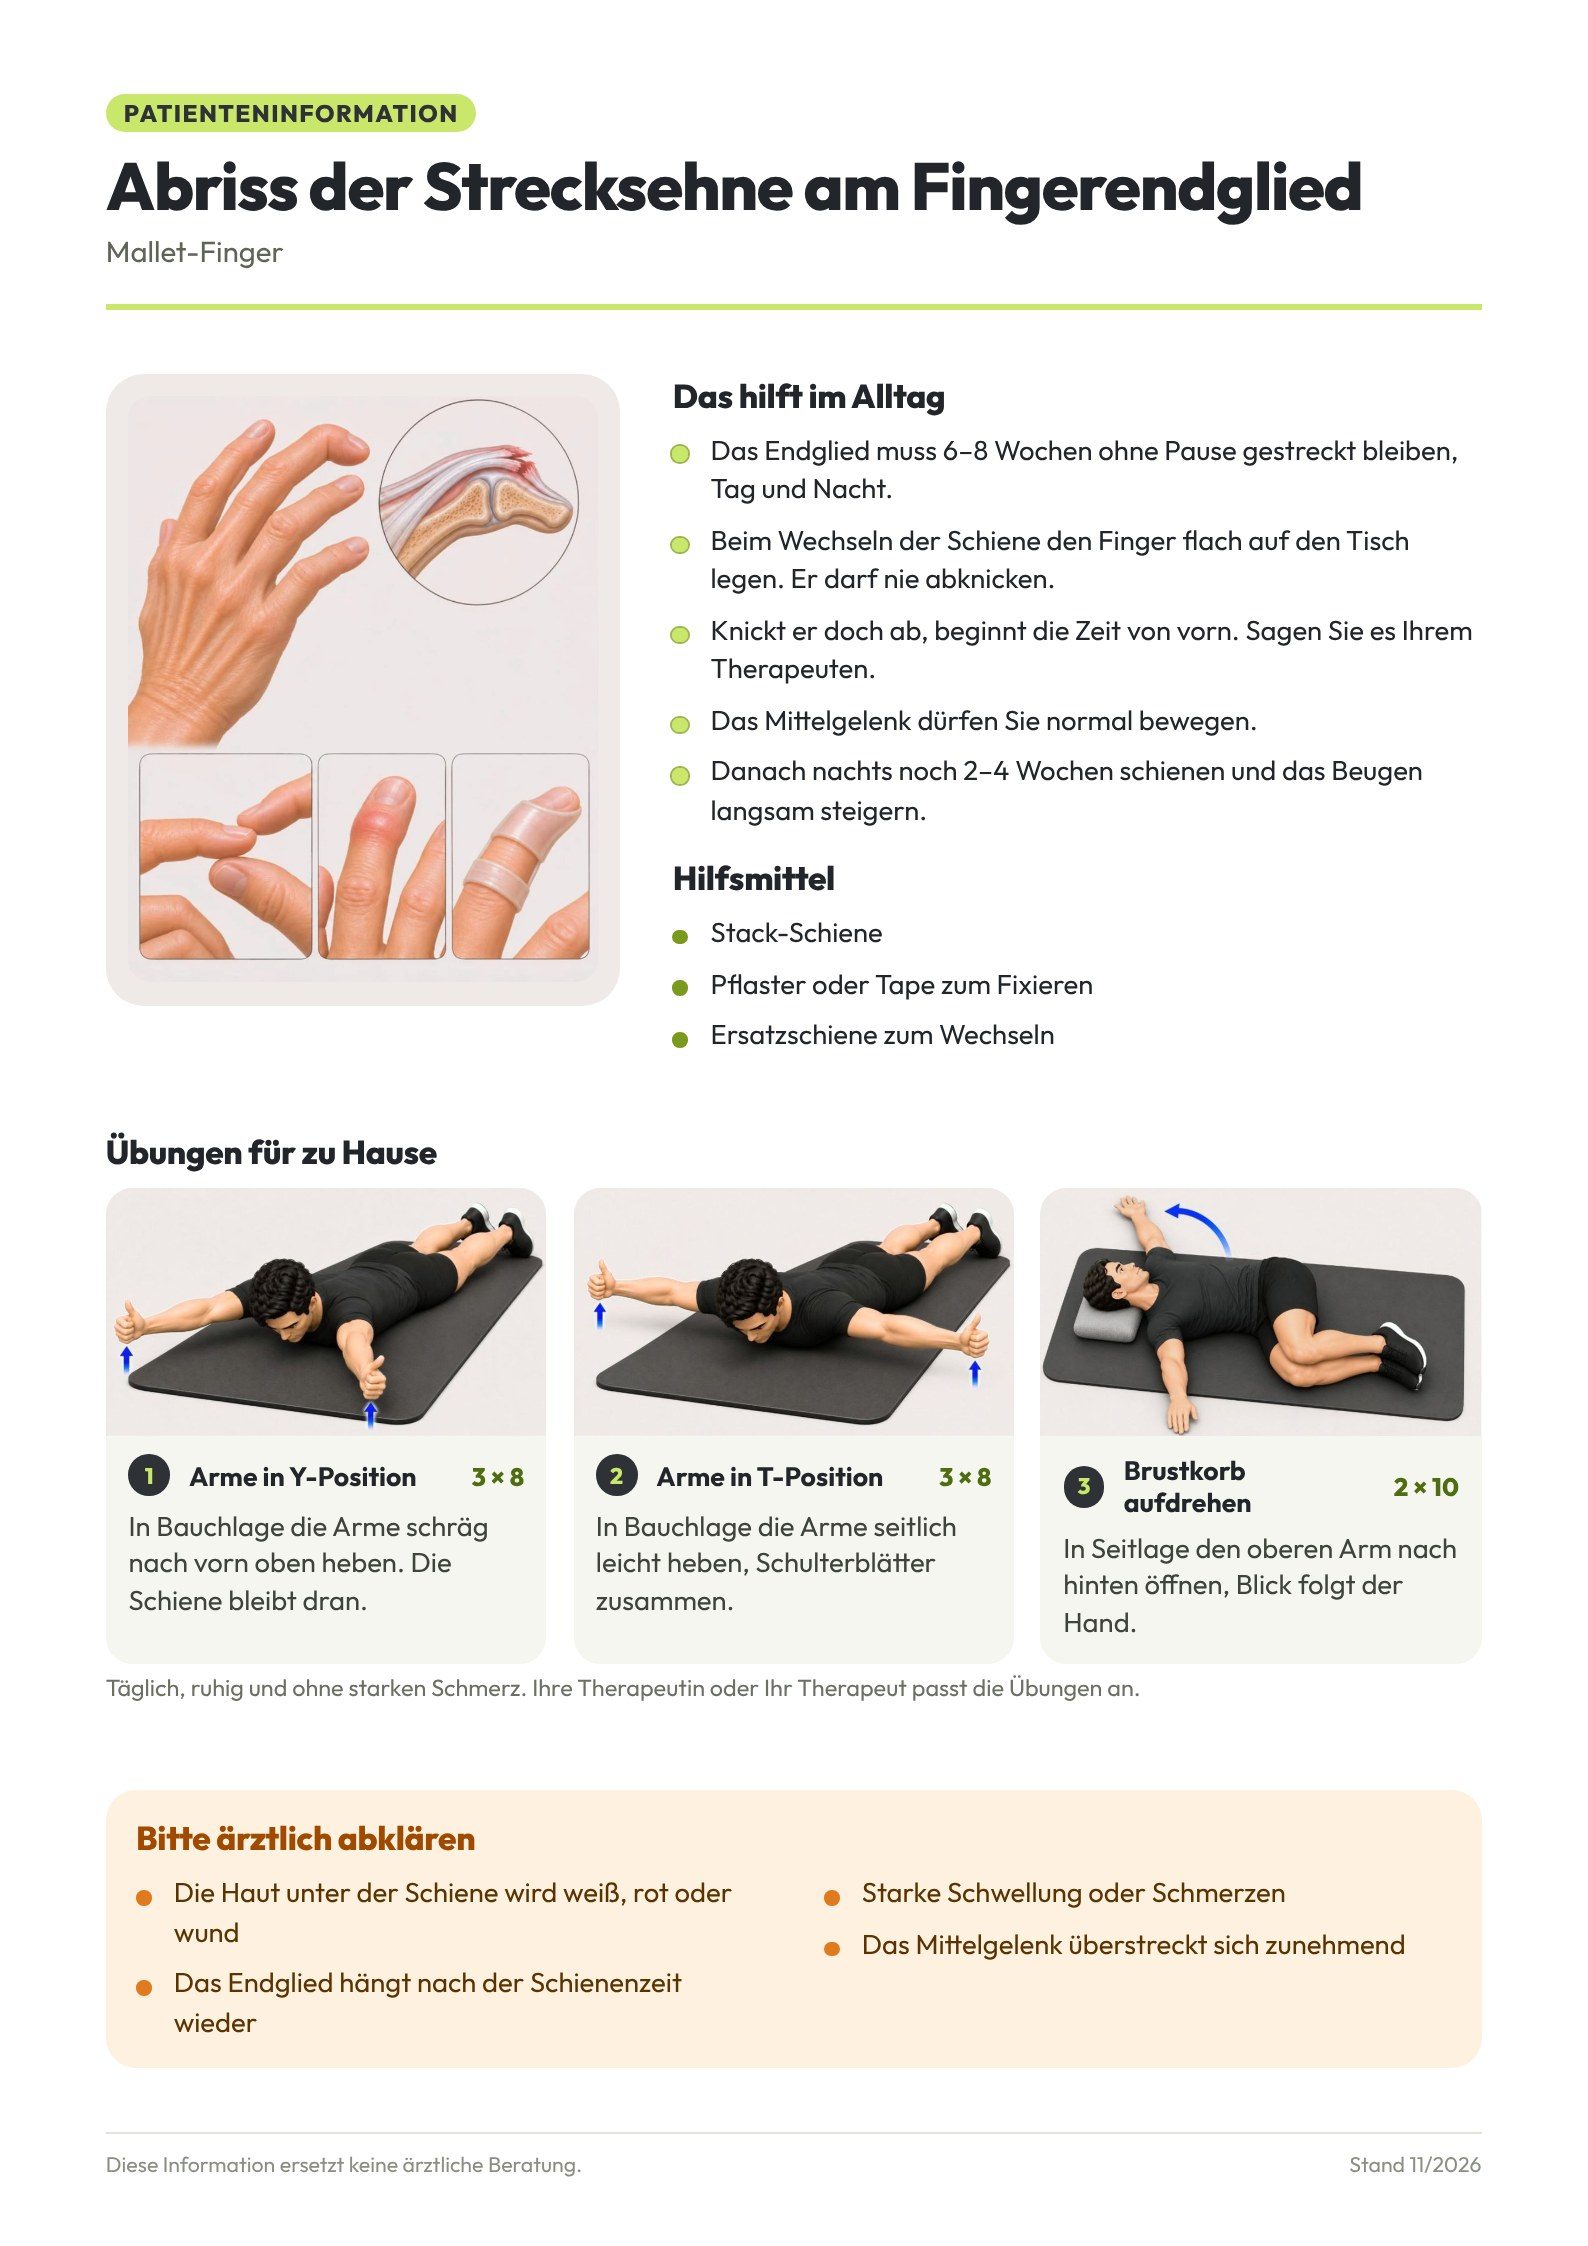 PATIENTENINFORMATION
Abriss der Strecksehne am Fingerendglied
Mallet-Finger
Das hilft im Alltag
Das Endglied muss 6–8 Wochen ohne Pause gestreckt bleiben,
Tag und Nacht.
Beim Wechseln der Schiene den Finger flach auf den Tisch
legen. Er darf nie abknicken.
Knickt er doch ab, beginnt die Zeit von vorn. Sagen Sie es Ihrem
Therapeuten.
Das Mittelgelenk dürfen Sie normal bewegen.
Danach nachts noch 2–4 Wochen schienen und das Beugen
langsam steigern.
Hilfsmittel
Stack-Schiene
Pflaster oder Tape zum Fixieren
Ersatzschiene zum Wechseln
Übungen für zu Hause
1 Arme in Y-Position 3 × 8
In Bauchlage die Arme schräg
nach vorn oben heben. Die
Schiene bleibt dran.
2 Arme in T-Position 3 × 8
In Bauchlage die Arme seitlich
leicht heben, Schulterblätter
zusammen.
3 Brustkorb
aufdrehen 2 × 10
In Seitlage den oberen Arm nach
hinten öffnen, Blick folgt der
Hand.
Täglich, ruhig und ohne starken Schmerz. Ihre Therapeutin oder Ihr Therapeut passt die Übungen an.
Bitte ärztlich abklären
Die Haut unter der Schiene wird weiß, rot oder
wund
Das Endglied hängt nach der Schienenzeit
wieder
Starke Schwellung oder Schmerzen
Das Mittelgelenk überstreckt sich zunehmend
Diese Information ersetzt keine ärztliche Beratung.
Stand 11/2026